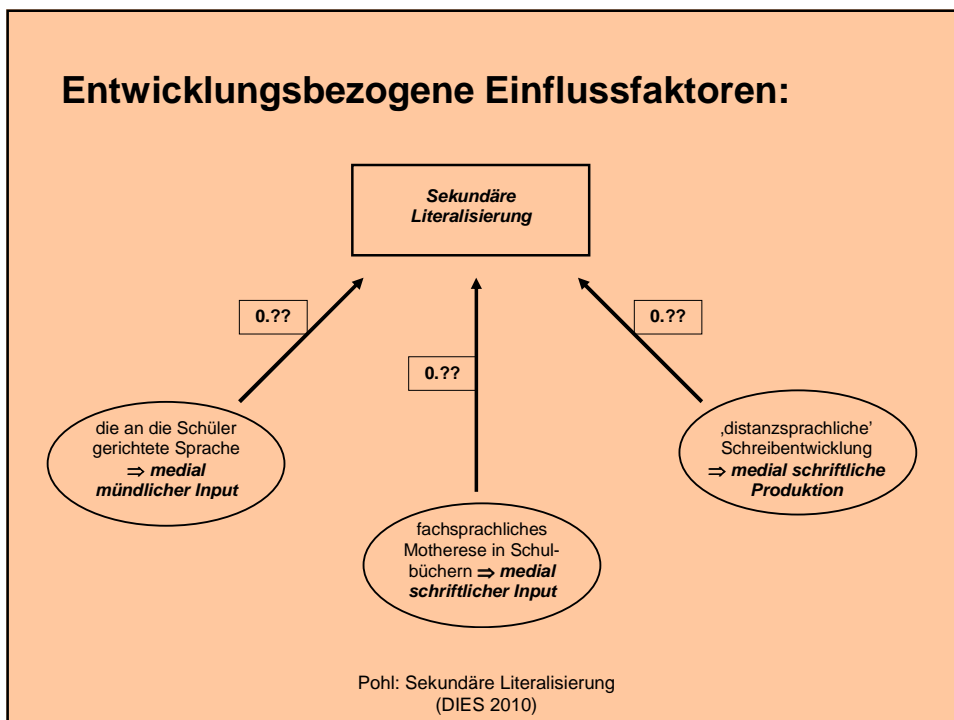 Entwicklungsbezogene Einflussfaktoren:
Sekundäre
Literalisierung
0.??
0.??
0.??
die an die Schüler
gerichtete Sprache
⇒ medial
mündlicher Input
fachsprachliches
Motherese in Schul-
büchern ⇒ medial
schriftlicher Input
‚distanzsprachliche’
Schreibentwicklung
⇒ medial schriftliche
Produktion
Pohl: Sekundäre Literalisierung
(DIES 2010)